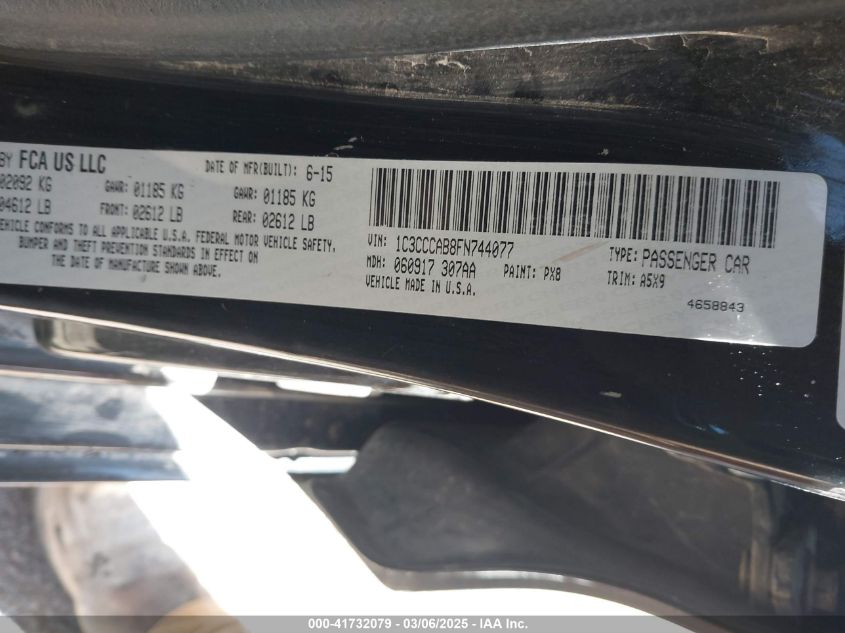 BY FCA US LLC DATE OF MFR(BUILT): 6-15
02092 KG GAWR: 01185 KG GAWR: 01185 KG
04612 LB FRONT: 02612 LB REAR: 02612 LB
VEHICLE CONFORMS TO ALL APPLICABLE U.S.A. FEDERAL MOTOR VEHICLE SAFETY,
BUMPER AND THEFT PREVENTION STANDARDS IN EFFECT ON
THE DATE OF MANUFACTURE SHOWN ABOVE.
VIN: 1C3CCCAB8FN744077 TYPE: PASSENGER CAR
MDH: 060917 307AA PAINT: PX8 TRIM: A5X9
VEHICLE MADE IN U.S.A.
4658843
000-41732079 - 03/06/2025 - IAA Inc.